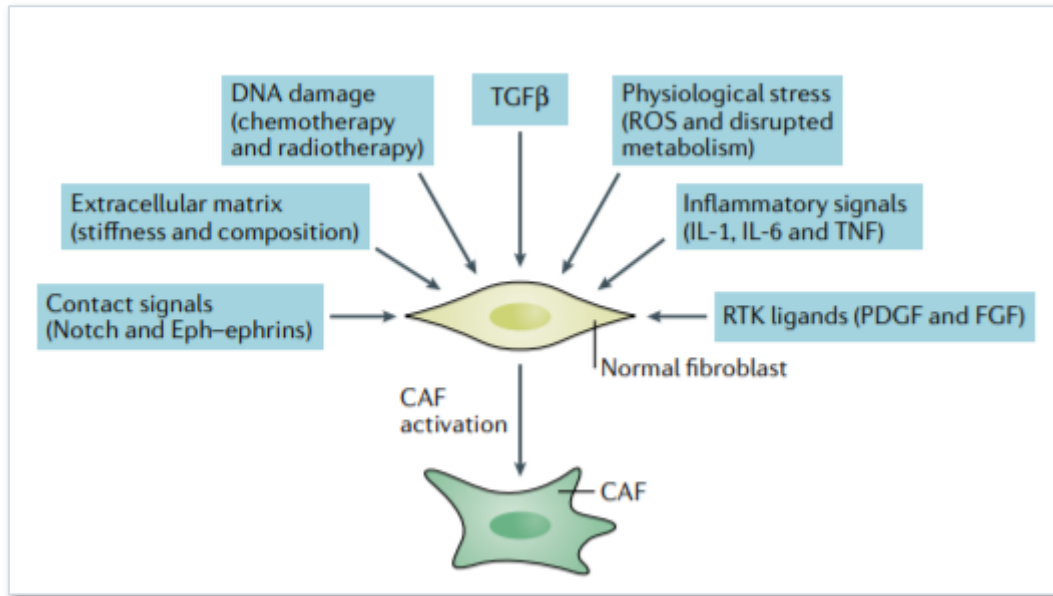 DNA damage
(chemotherapy
and radiotherapy)
TGFβ
Physiological stress
(ROS and disrupted
metabolism)
Extracellular matrix
(stiffness and composition)
Inflammatory signals
(IL-1, IL-6 and TNF)
Contact signals
(Notch and Eph–ephrins)
RTK ligands (PDGF and FGF)
Normal fibroblast
CAF
activation
CAF